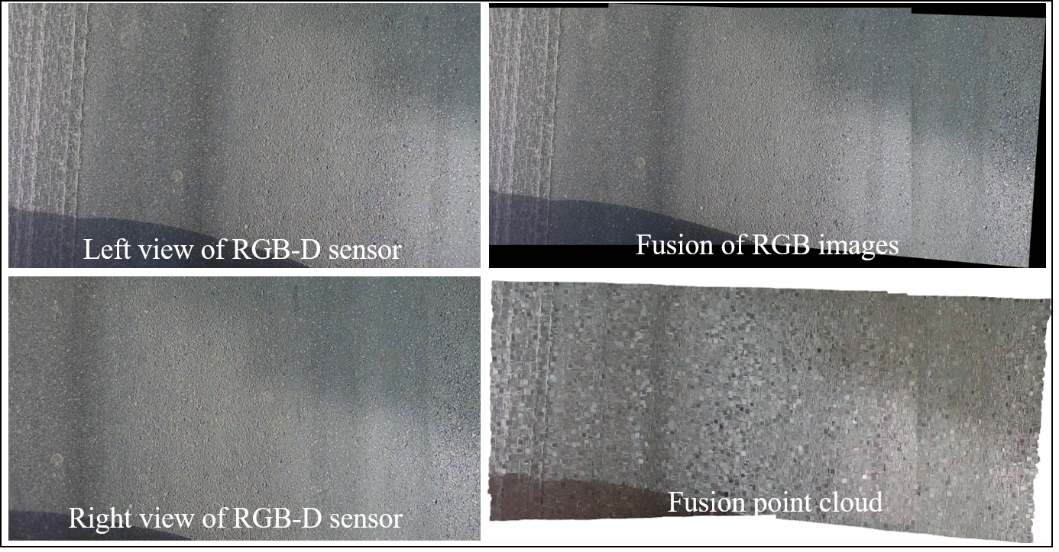 Left view of RGB-D sensor
Fusion of RGB images
Right view of RGB-D sensor
Fusion point cloud